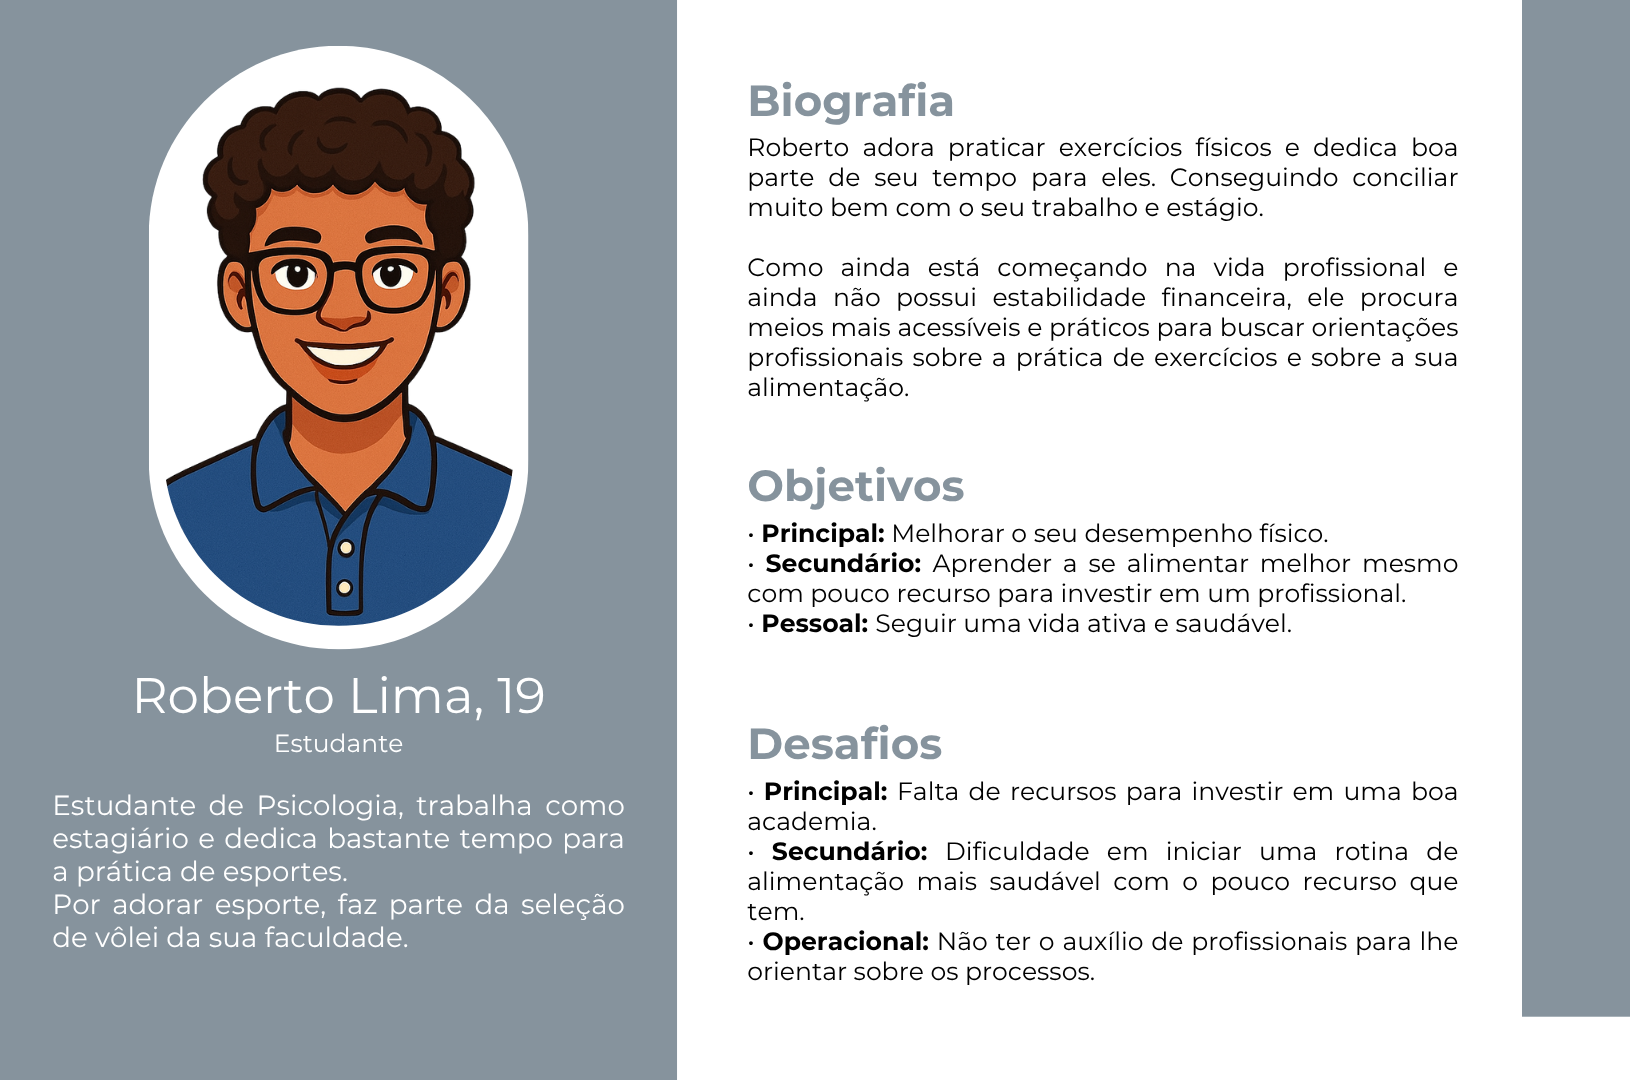 Roberto Lima, 19
Estudante
Estudante de Psicologia, trabalha como
estagiário e dedica bastante tempo para
a prática de esportes.
Por adorar esporte, faz parte da seleção
de vôlei da sua faculdade.
Biografia
Roberto adora praticar exercícios físicos e dedica boa
parte de seu tempo para eles. Conseguindo conciliar
muito bem com o seu trabalho e estágio.
Como ainda está começando na vida profissional e
ainda não possui estabilidade financeira, ele procura
meios mais acessíveis e práticos para buscar orientações
profissionais sobre a prática de exercícios e sobre a sua
alimentação.
Objetivos
• Principal: Melhorar o seu desempenho físico.
• Secundário: Aprender a se alimentar melhor mesmo
com pouco recurso para investir em um profissional.
• Pessoal: Seguir uma vida ativa e saudável.
Desafios
• Principal: Falta de recursos para investir em uma boa
academia.
• Secundário: Dificuldade em iniciar uma rotina de
alimentação mais saudável com o pouco recurso que
tem.
• Operacional: Não ter o auxílio de profissionais para lhe
orientar sobre os processos.